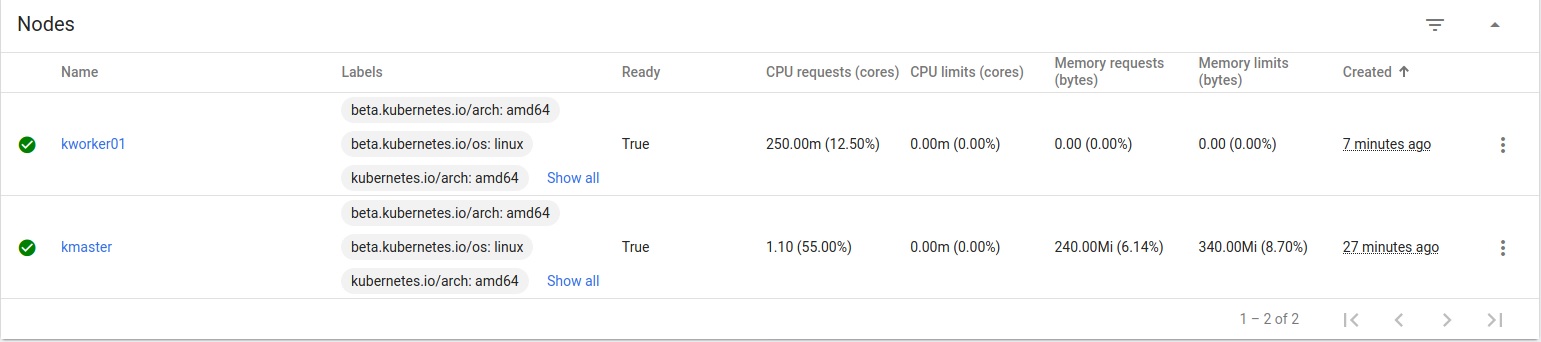 Nodes
Name Labels Ready CPU requests (cores) CPU limits (cores) Memory requests (bytes) Memory limits (bytes) Created
beta.kubernetes.io/arch: amd64
kworker01 beta.kubernetes.io/os: linux True 250.00m (12.50%) 0.00m (0.00%) 0.00 (0.00%) 0.00 (0.00%) 7 minutes ago
kubernetes.io/arch: amd64 Show all
beta.kubernetes.io/arch: amd64
kmaster beta.kubernetes.io/os: linux True 1.10 (55.00%) 0.00m (0.00%) 240.00Mi (6.14%) 340.00Mi (8.70%) 27 minutes ago
kubernetes.io/arch: amd64 Show all
1 – 2 of 2